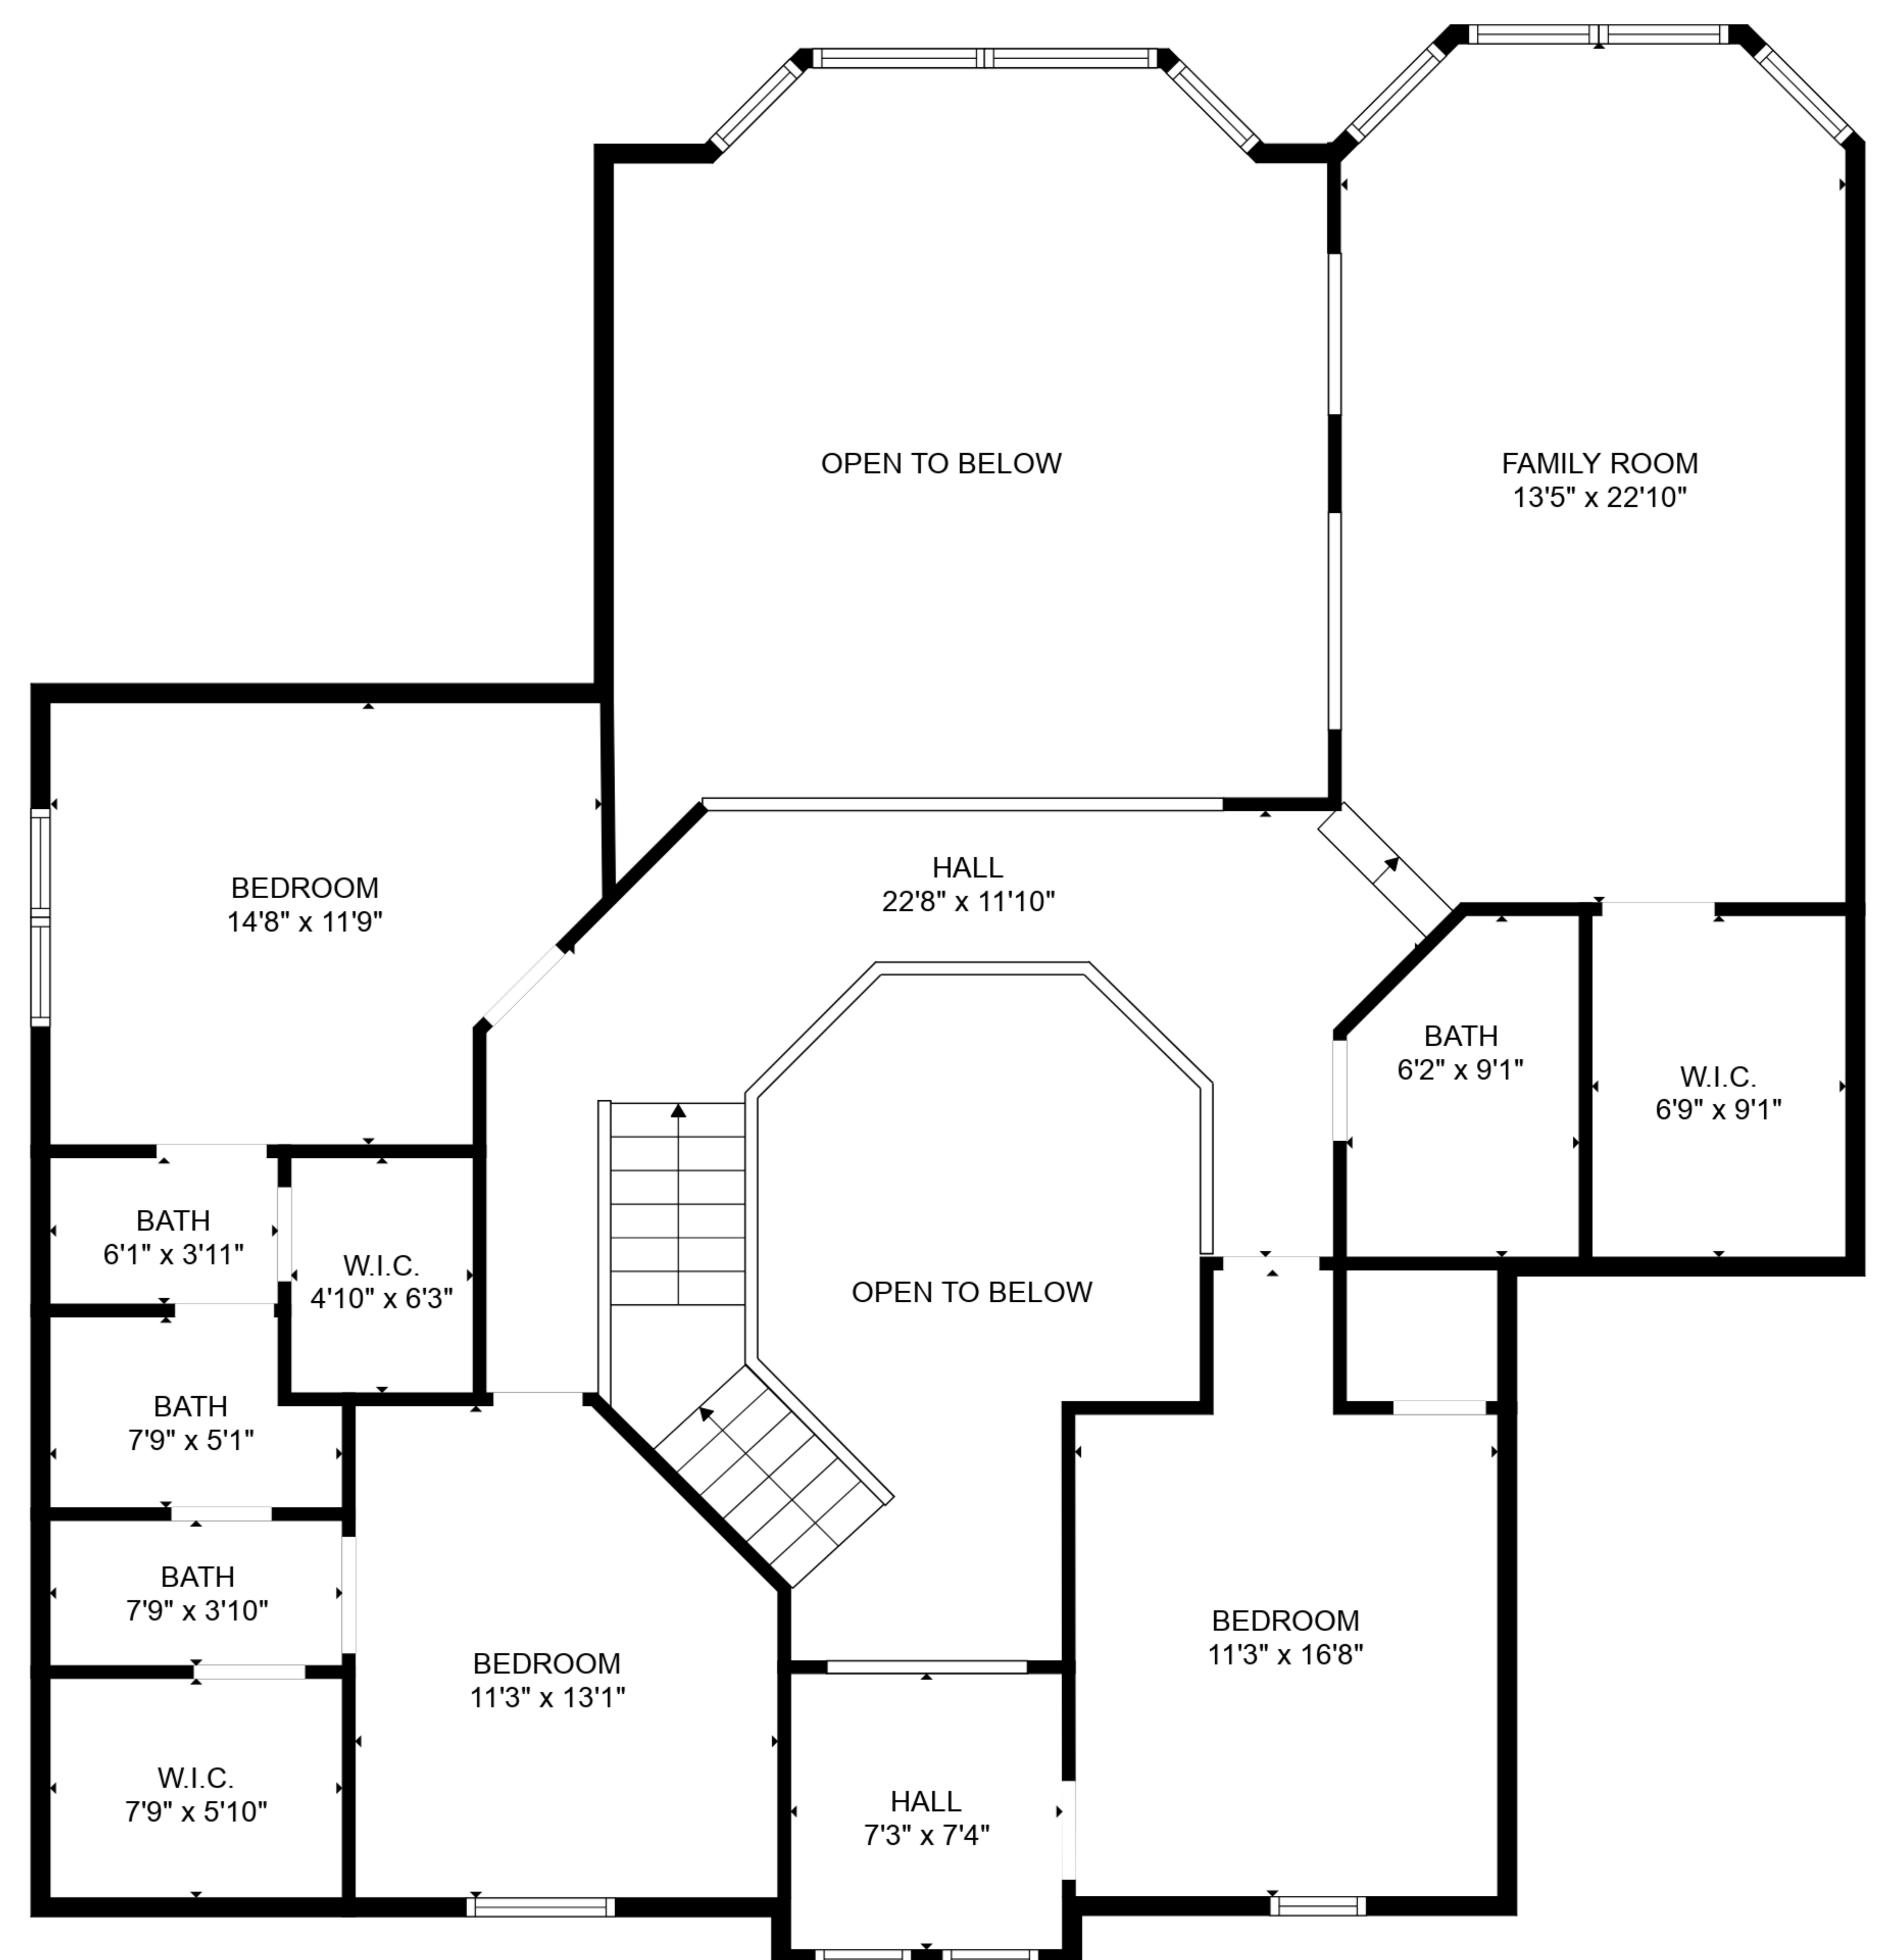 OPEN TO BELOW
FAMILY ROOM
13'5" x 22'10"
HALL
22'8" x 11'10"
BEDROOM
14'8" x 11'9"
BATH
6'2" x 9'1"
W.I.C.
6'9" x 9'1"
BATH
6'1" x 3'11"
W.I.C.
4'10" x 6'3"
OPEN TO BELOW
BATH
7'9" x 5'1"
BATH
7'9" x 3'10"
BEDROOM
11'3" x 13'1"
BEDROOM
11'3" x 16'8"
W.I.C.
7'9" x 5'10"
HALL
7'3" x 7'4"